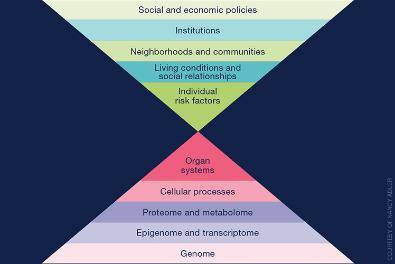 Social and economic policies
Institutions
Neighborhoods and communities
Living conditions and
social relationships
Individual
risk factors
Organ
systems
Cellular processes
Proteome and metabolome
Epigenome and transcriptome
Genome
COURTESY OF NANCY ADLER